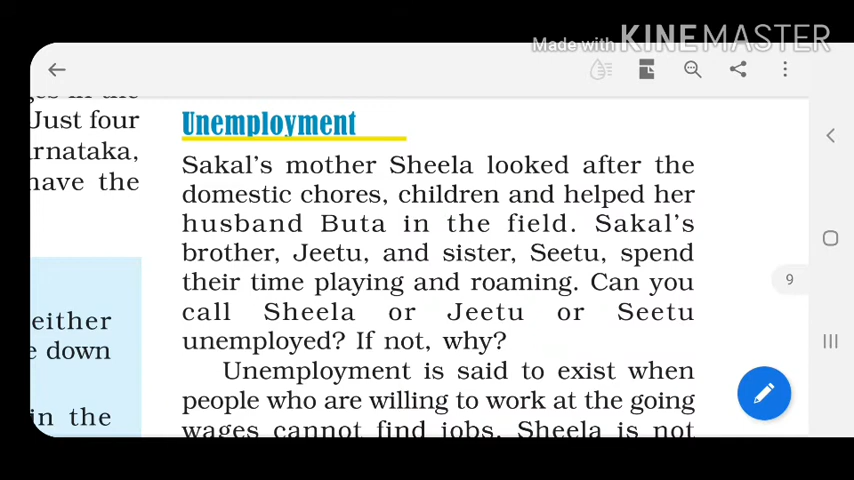 Made with KINEMASTER
Just four
have the
either
e down
in the
Unemployment
Sakal's mother Sheela looked after the
domestic chores, children and helped her
husband Buta in the field. Sakal's
brother, Jeetu, and sister, Seetu, spend
their time playing and roaming. Can you
call Sheela or Jeetu or Seetu
unemployed? If not, why?
Unemployment is said to exist when
people who are willing to work at the going
wages cannot find jobs. Sheela is not
9